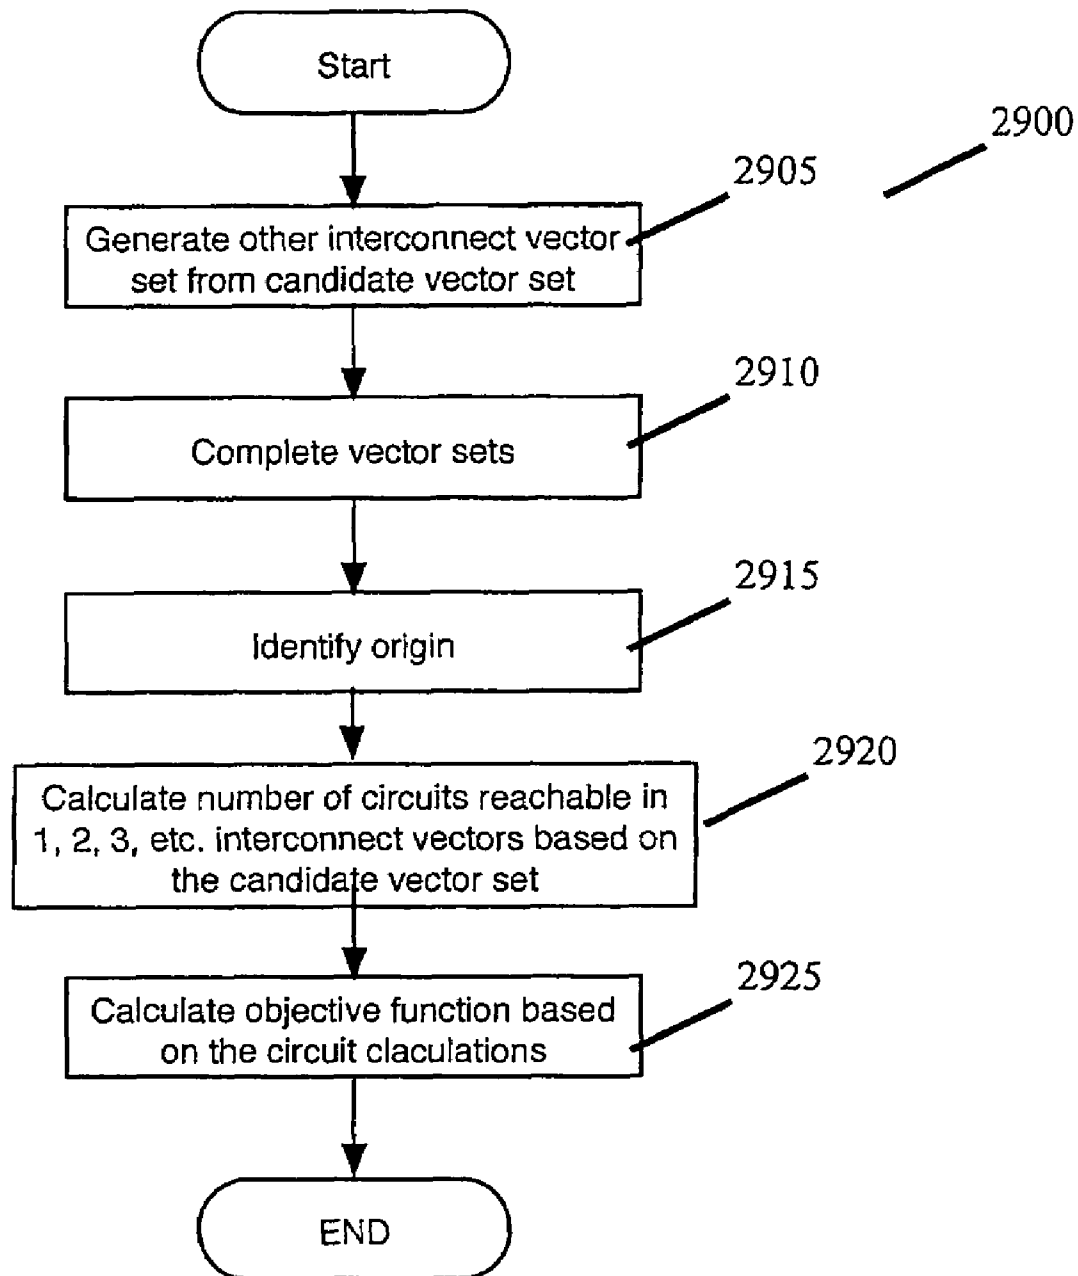 Start
2900
2905
Generate other interconnect vector
set from candidate vector set
2910
Complete vector sets
2915
Identify origin
2920
Calculate number of circuits reachable in
1, 2, 3, etc. interconnect vectors based on
the candidate vector set
2925
Calculate objective function based
on the circuit claculations
END